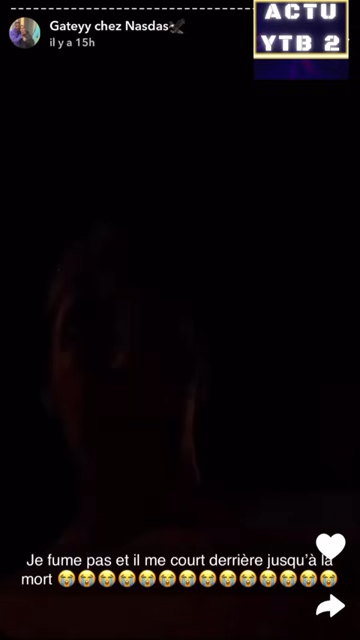 ACTU
Gateyy chez Nasdas
il y a 15h
YTB 2
Je fume pas et il me court derrière jusqu'à la
mort 😭😭😭😭😭😭😭😭😭😭😭😭😭😭